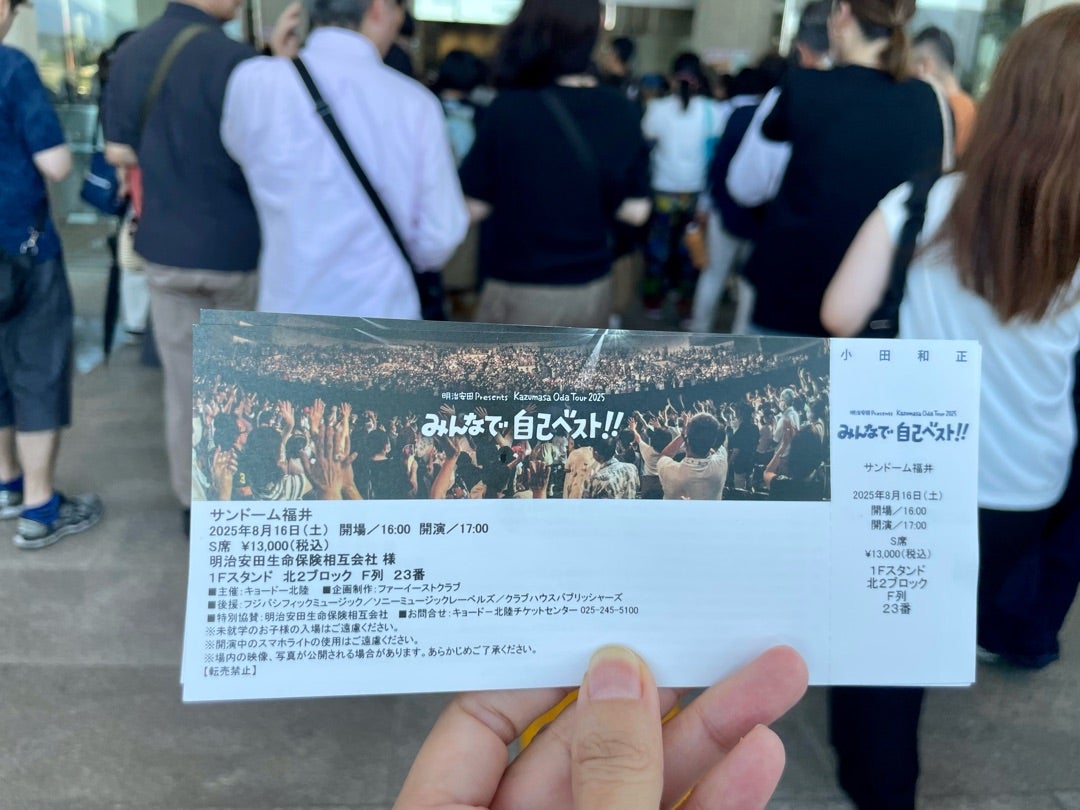 明治安田 Presents Kazumasa Oda Tour 2025
みんなで 自己ベスト!!
サンドーム福井
2025年8月16日(土) 開場/16:00 開演/17:00
S席 ¥13,000(税込)
明治安田生命保険相互会社 様
1Fスタンド 北2ブロック F列 23番
■主催:キョードー北陸 ■企画制作:ファーイーストクラブ
■後援:フジパシフィックミュージック/ソニーミュージックレーベルズ/クラブハウスパブリッシャーズ
■特別協賛:明治安田生命保険相互会社 ■お問合せ:キョードー北陸チケットセンター 025-245-5100
※未就学のお子様の入場はご遠慮ください。
※開演中のスマホライトの使用はご遠慮ください。
※場内の映像、写真が公開される場合があります。あらかじめご了承ください。
【転売禁止】
小田和正
明治安田 Presents Kazumasa Oda Tour 2025
みんなで 自己ベスト!!
サンドーム福井
2025年8月16日(土)
開場/16:00
開演/17:00
S席
¥13,000(税込)
1Fスタンド
北2ブロック
F列
23番